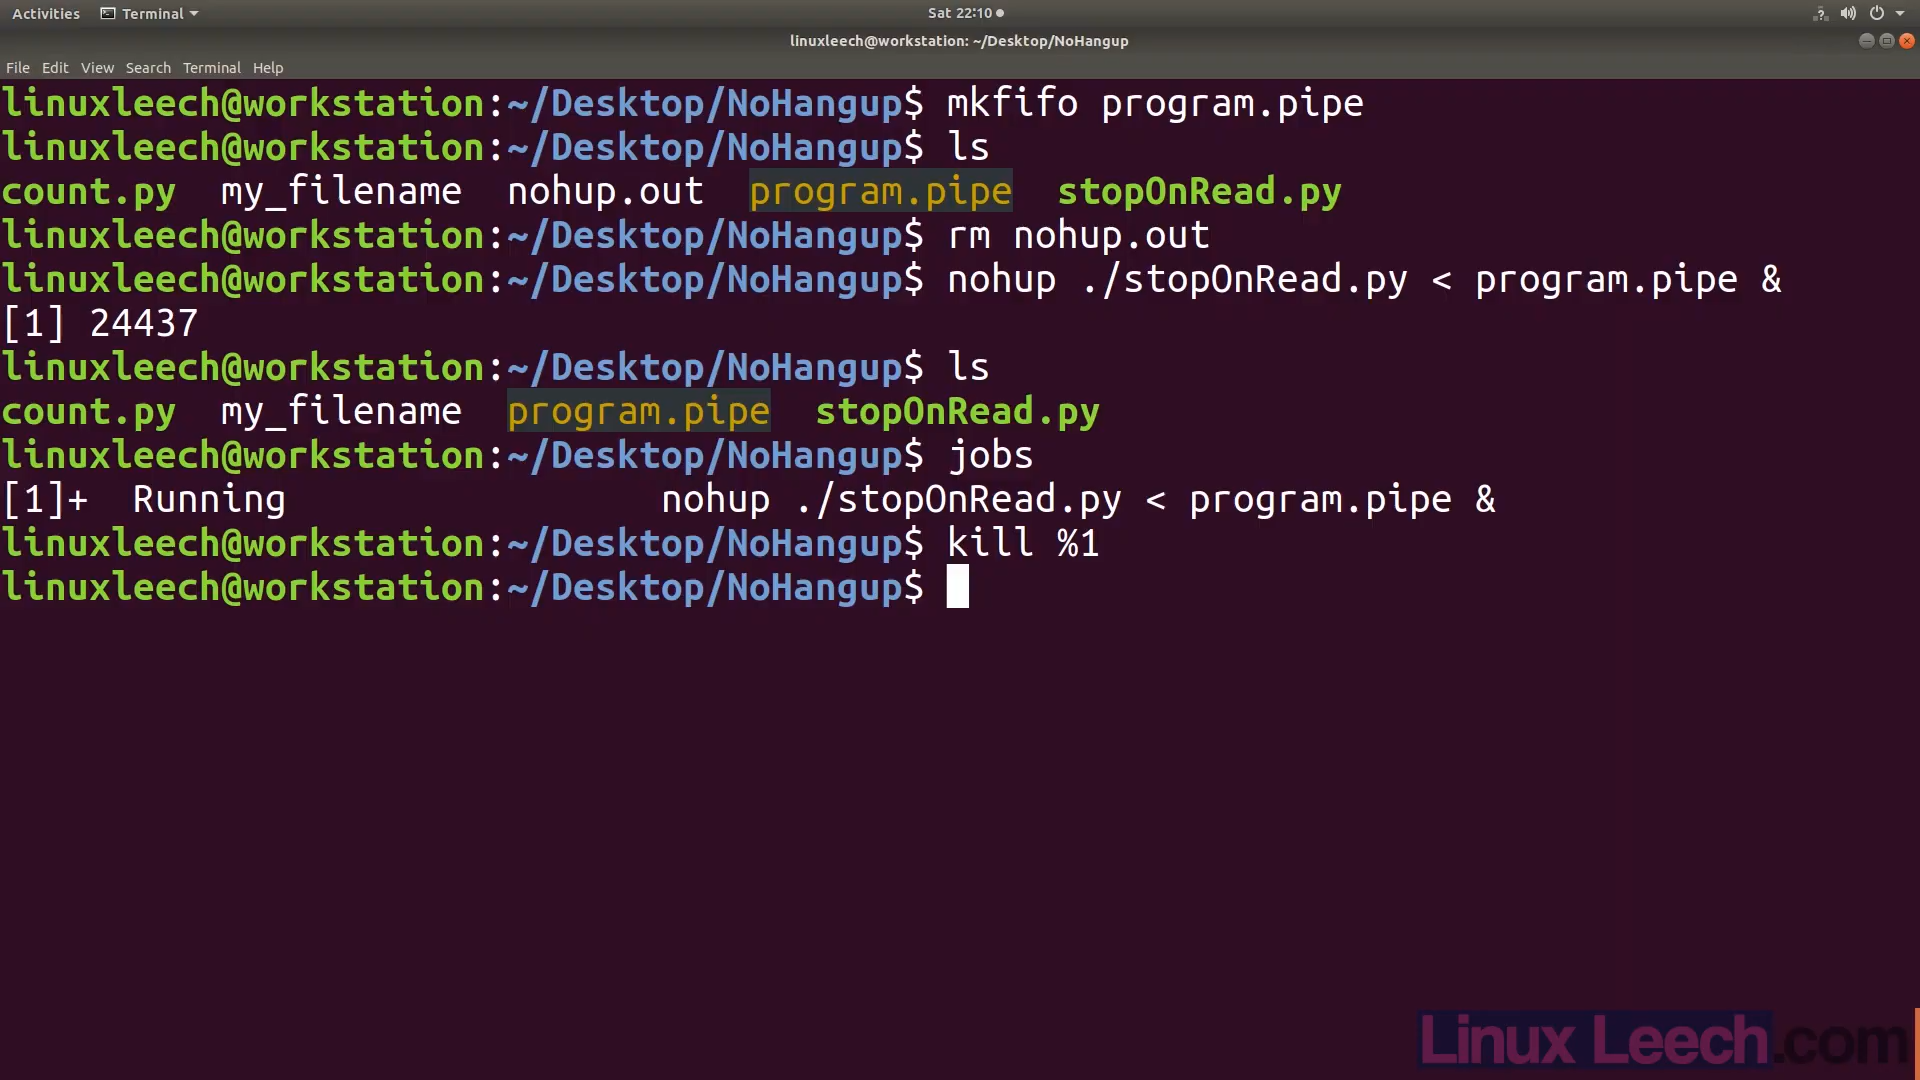 Activities Terminal Sat 22:10
linuxleech@workstation: ~/Desktop/NoHangup
File Edit View Search Terminal Help
linuxleech@workstation:~/Desktop/NoHangup$ mkfifo program.pipe
linuxleech@workstation:~/Desktop/NoHangup$ ls
count.py my_filename nohup.out program.pipe stopOnRead.py
linuxleech@workstation:~/Desktop/NoHangup$ rm nohup.out
linuxleech@workstation:~/Desktop/NoHangup$ nohup ./stopOnRead.py < program.pipe &
[1] 24437
linuxleech@workstation:~/Desktop/NoHangup$ ls
count.py my_filename program.pipe stopOnRead.py
linuxleech@workstation:~/Desktop/NoHangup$ jobs
[1]+ Running nohup ./stopOnRead.py < program.pipe &
linuxleech@workstation:~/Desktop/NoHangup$ kill %1
linuxleech@workstation:~/Desktop/NoHangup$
Linux Leech.com